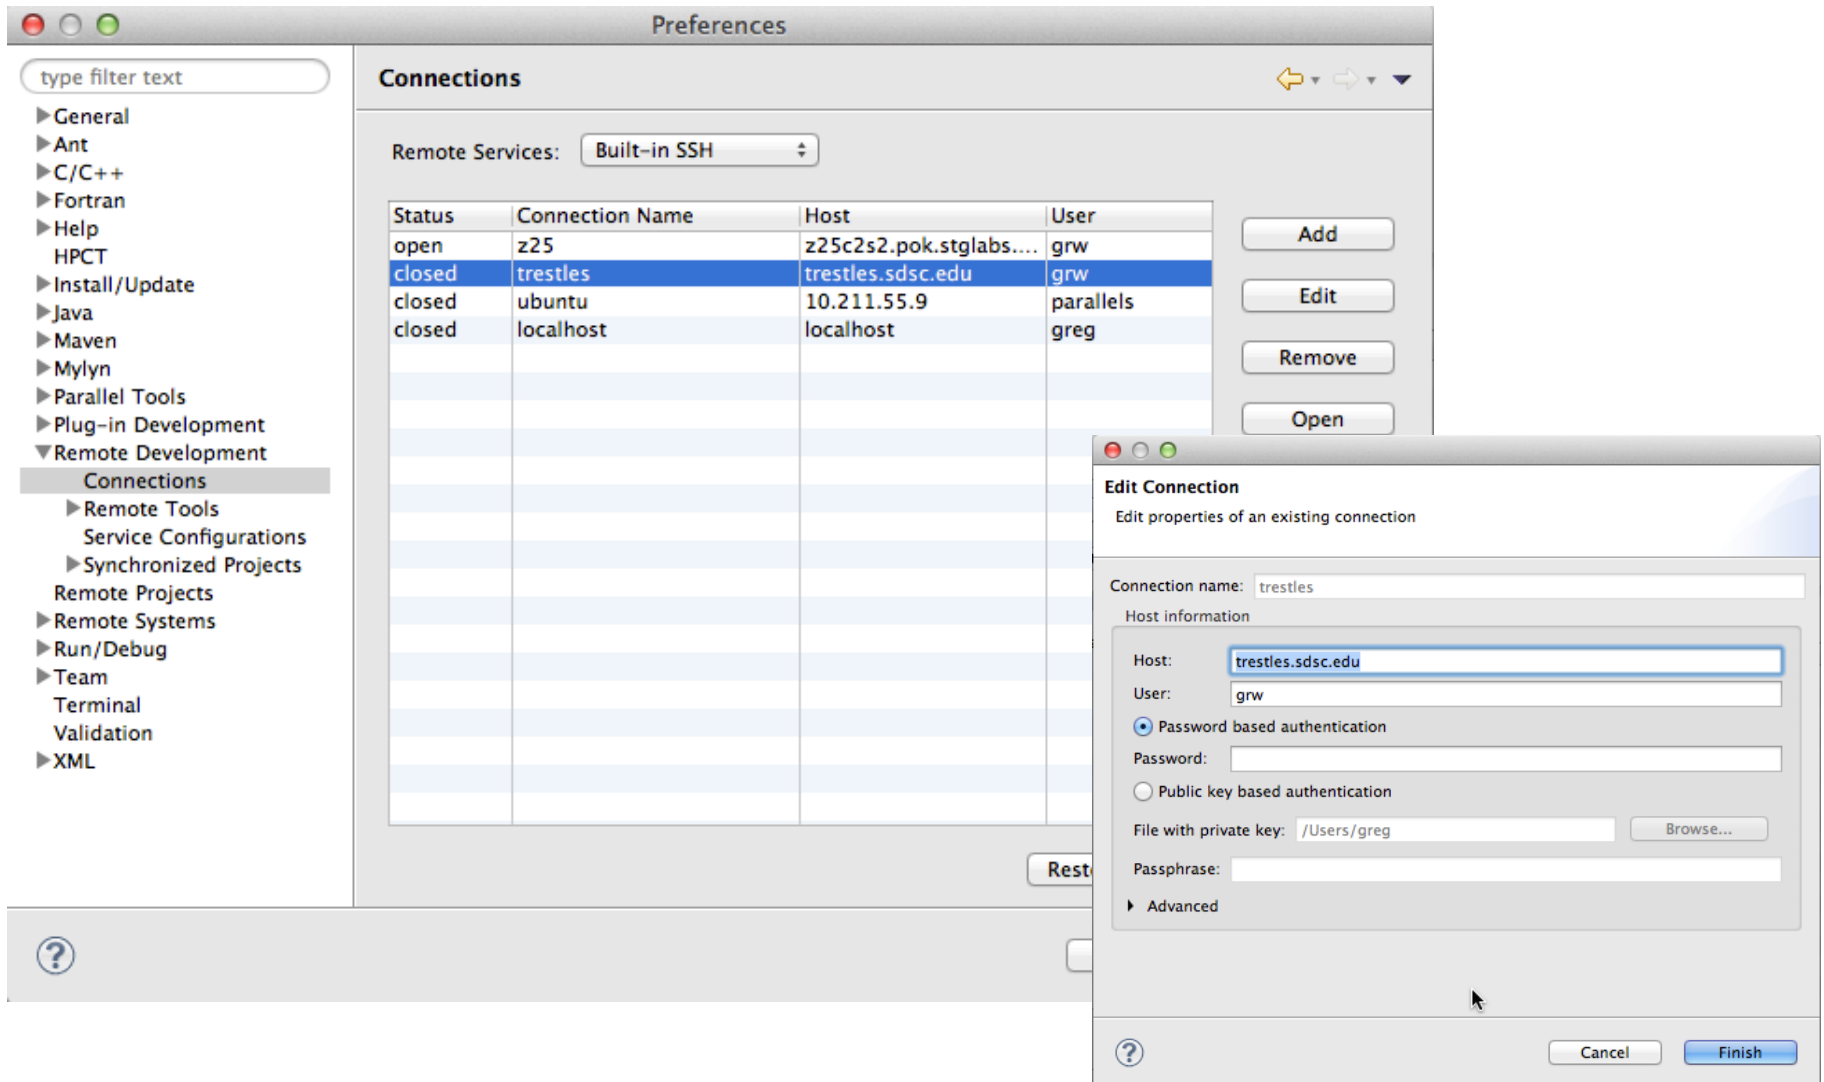 Preferences
type filter text
General
Ant
C/C++
Fortran
Help
HPCT
Install/Update
Java
Maven
Mylyn
Parallel Tools
Plug-in Development
Remote Development
Connections
Remote Tools
Service Configurations
Synchronized Projects
Remote Projects
Remote Systems
Run/Debug
Team
Terminal
Validation
XML
Connections
Remote Services: Built-in SSH
Status Connection Name Host User
open z25 z25c2s2.pok.stglabs.... grw
closed trestles trestles.sdsc.edu grw
closed ubuntu 10.211.55.9 parallels
closed localhost localhost greg
Add
Edit
Remove
Open
Rest
?
Edit Connection
Edit properties of an existing connection
Connection name: trestles
Host information
Host: trestles.sdsc.edu
User: grw
Password based authentication
Password:
Public key based authentication
File with private key: /Users/greg Browse...
Passphrase:
Advanced
? Cancel Finish